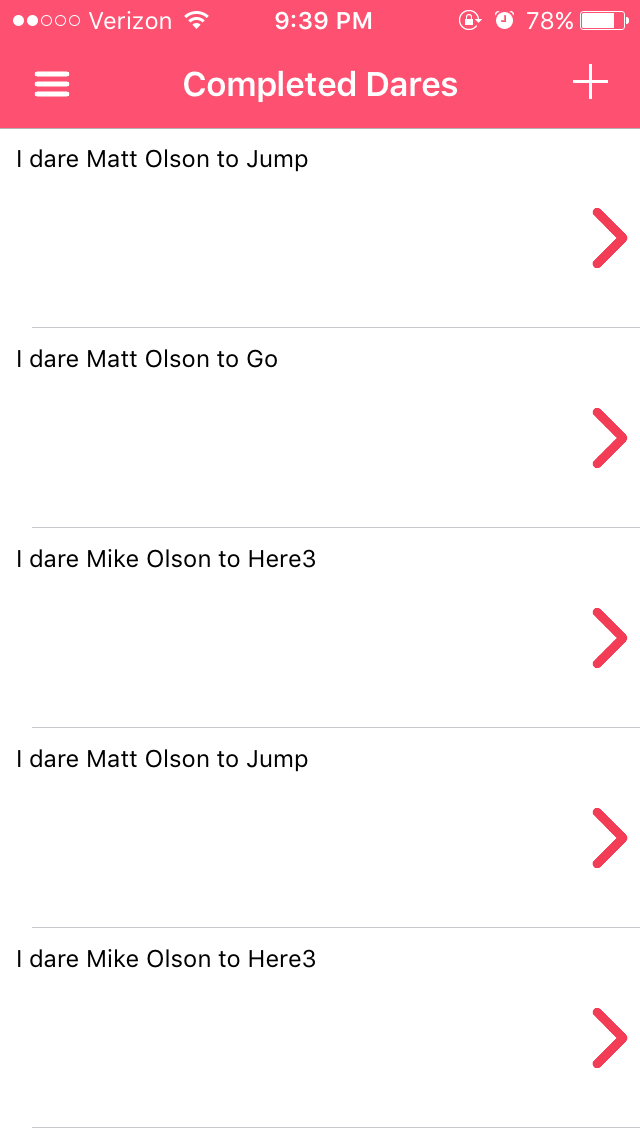 Verizon 9:39 PM 78%
Completed Dares
I dare Matt Olson to Jump
I dare Matt Olson to Go
I dare Mike Olson to Here3
I dare Matt Olson to Jump
I dare Mike Olson to Here3